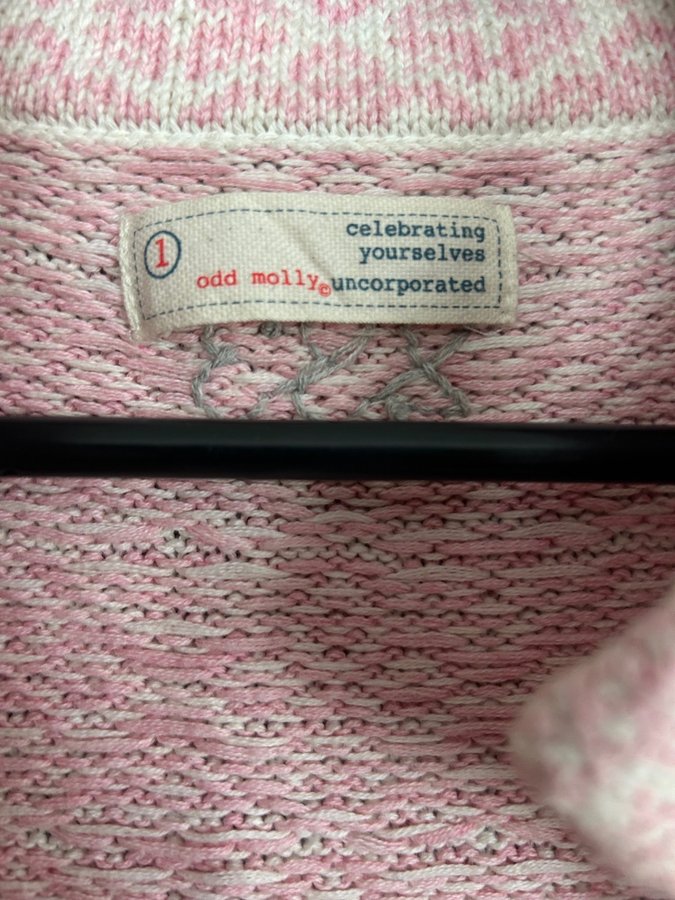 1
celebrating
yourselves
odd molly©uncorporated